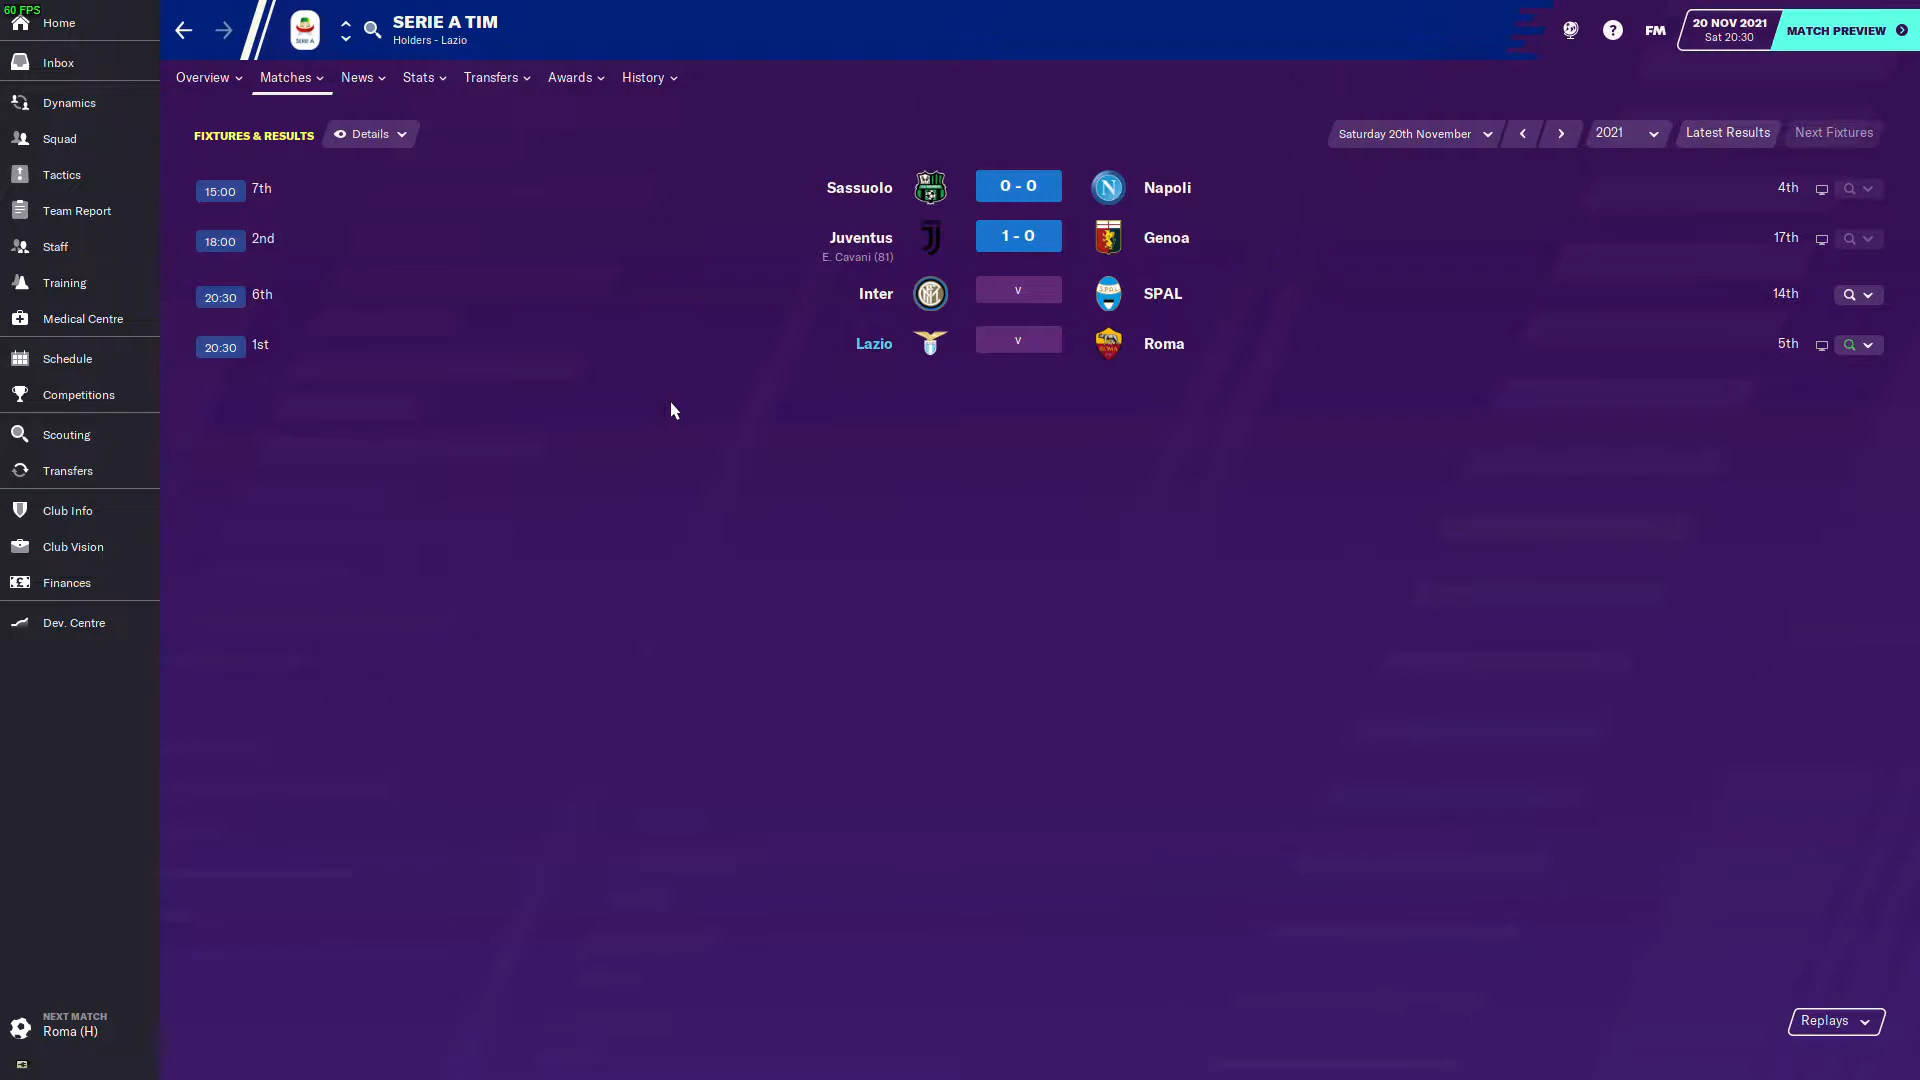 60 FPS
Home
Inbox
Dynamics
Squad
Tactics
Team Report
Staff
Training
Medical Centre
Schedule
Competitions
Scouting
Transfers
Club Info
Club Vision
Finances
Dev. Centre
NEXT MATCH
Roma (H)
SERIE A TIM
Holders - Lazio
FM
20 NOV 2021
Sat 20:30
MATCH PREVIEW
Overview Matches News Stats Transfers Awards History
FIXTURES & RESULTS Details
Saturday 20th November 2021 Latest Results Next Fixtures
15:00 7th Sassuolo 0 - 0 Napoli 4th
18:00 2nd Juventus 1 - 0 Genoa 17th
E. Cavani (81)
20:30 6th Inter v SPAL 14th
20:30 1st Lazio v Roma 5th
Replays